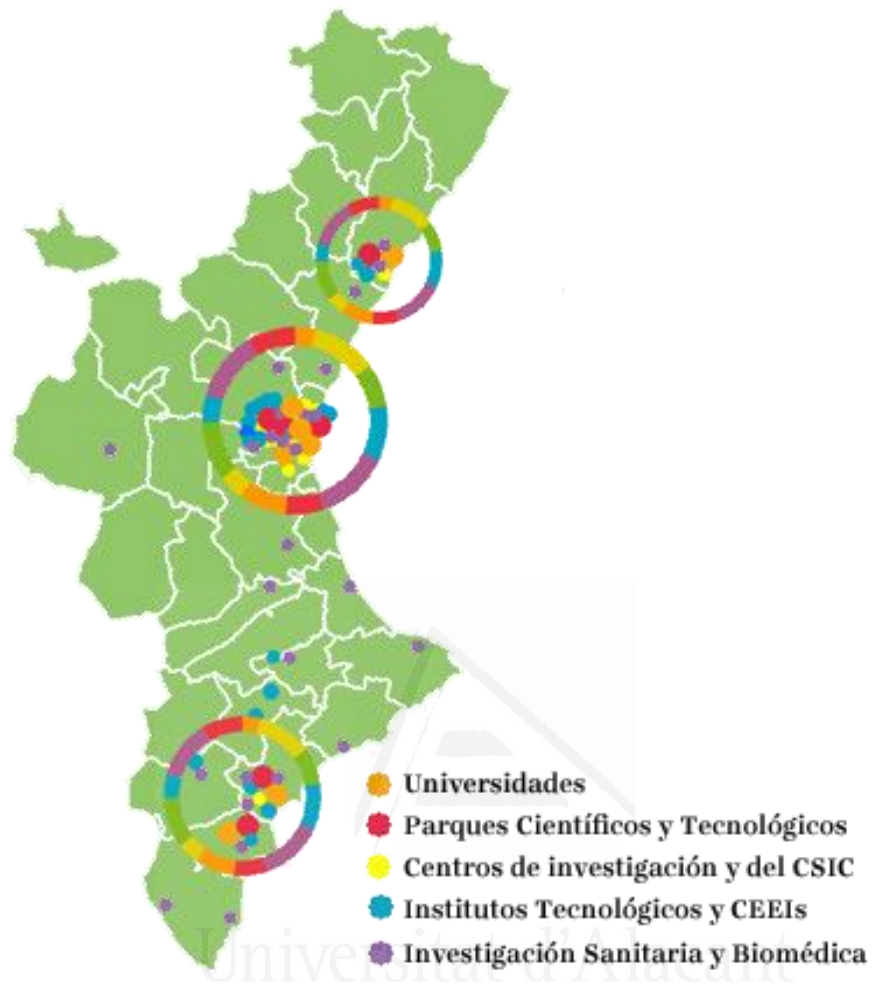 Universidades
Parques Científicos y Tecnológicos
Centros de investigación y del CSIC
Institutos Tecnológicos y CEEIs
Investigación Sanitaria y Biomédica
Universitat d'Alacant